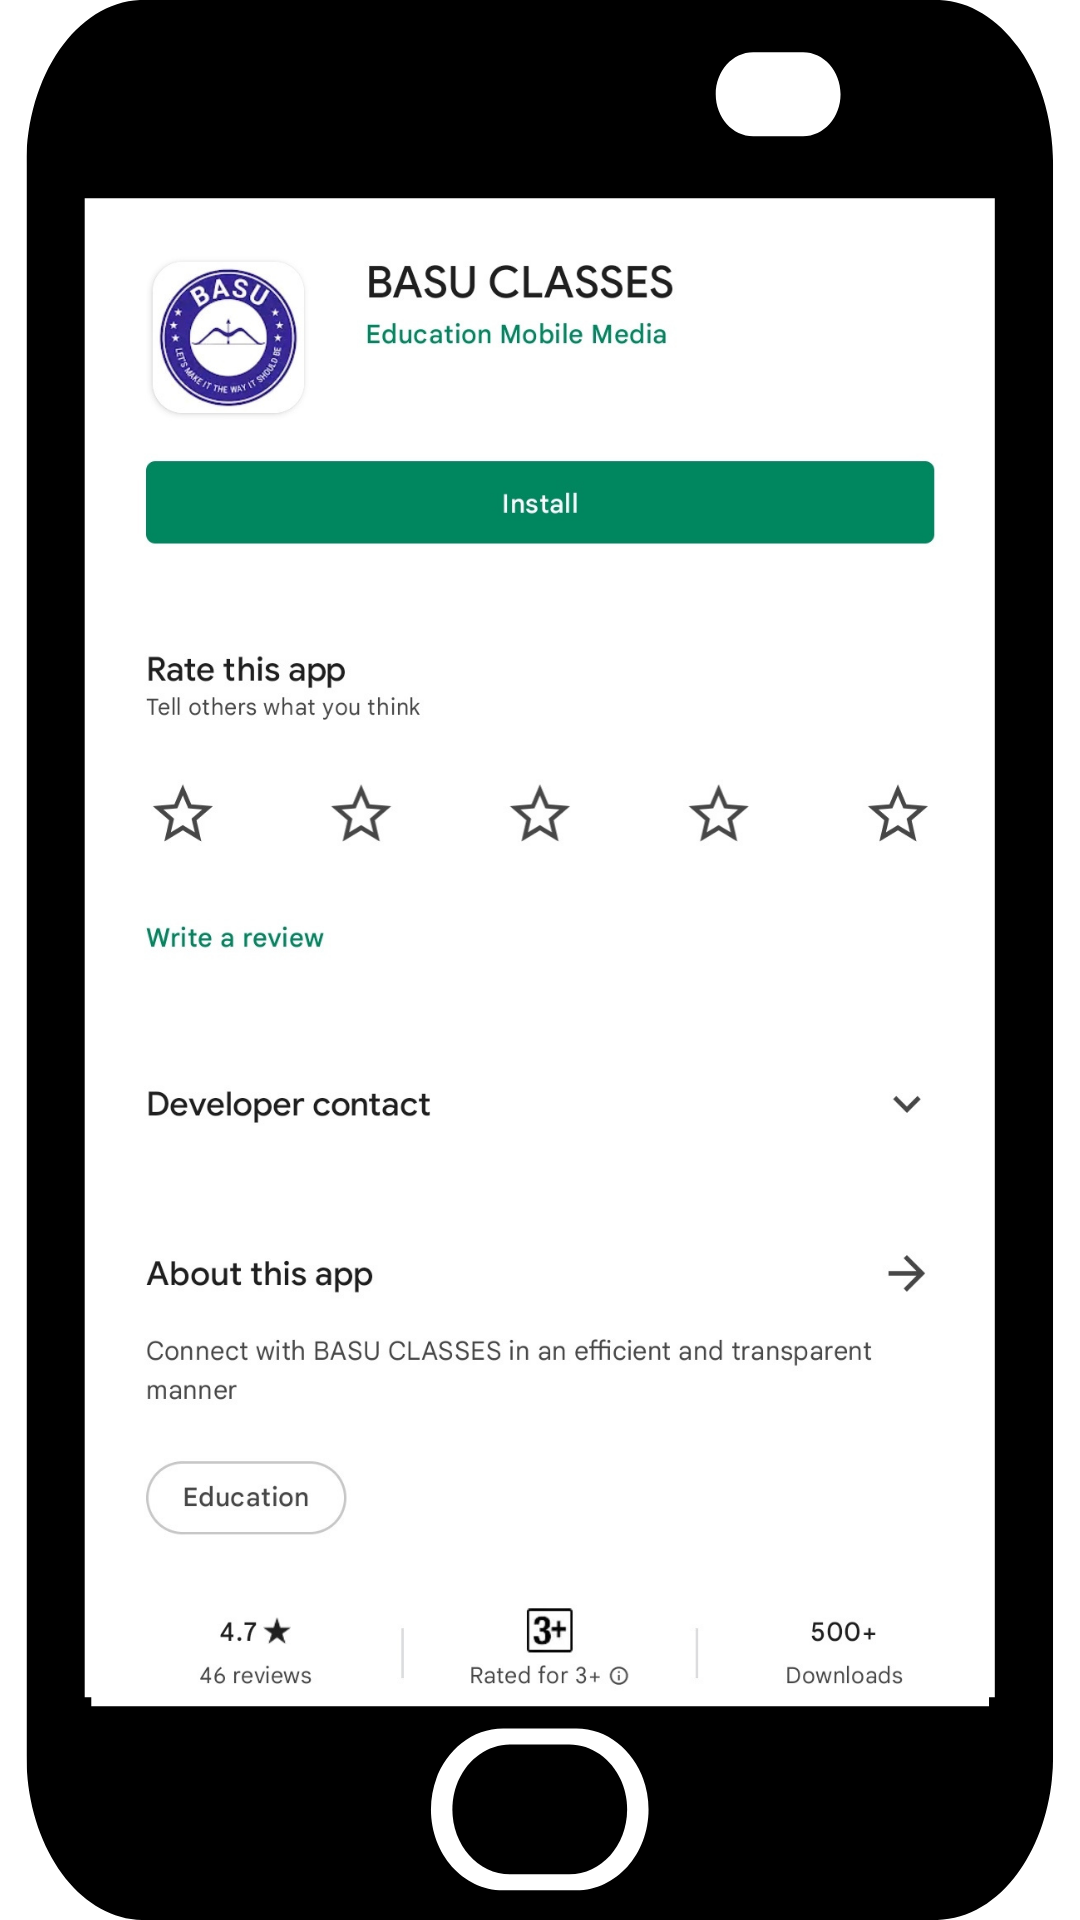 BASU
LET'S MAKE IT THE WAY IT SHOULD BE
BASU CLASSES
Education Mobile Media
Install
Rate this app
Tell others what you think
Write a review
Developer contact
About this app
Connect with BASU CLASSES in an efficient and transparent
manner
Education
4.7★ 3+ 500+
46 reviews Rated for 3+ Downloads